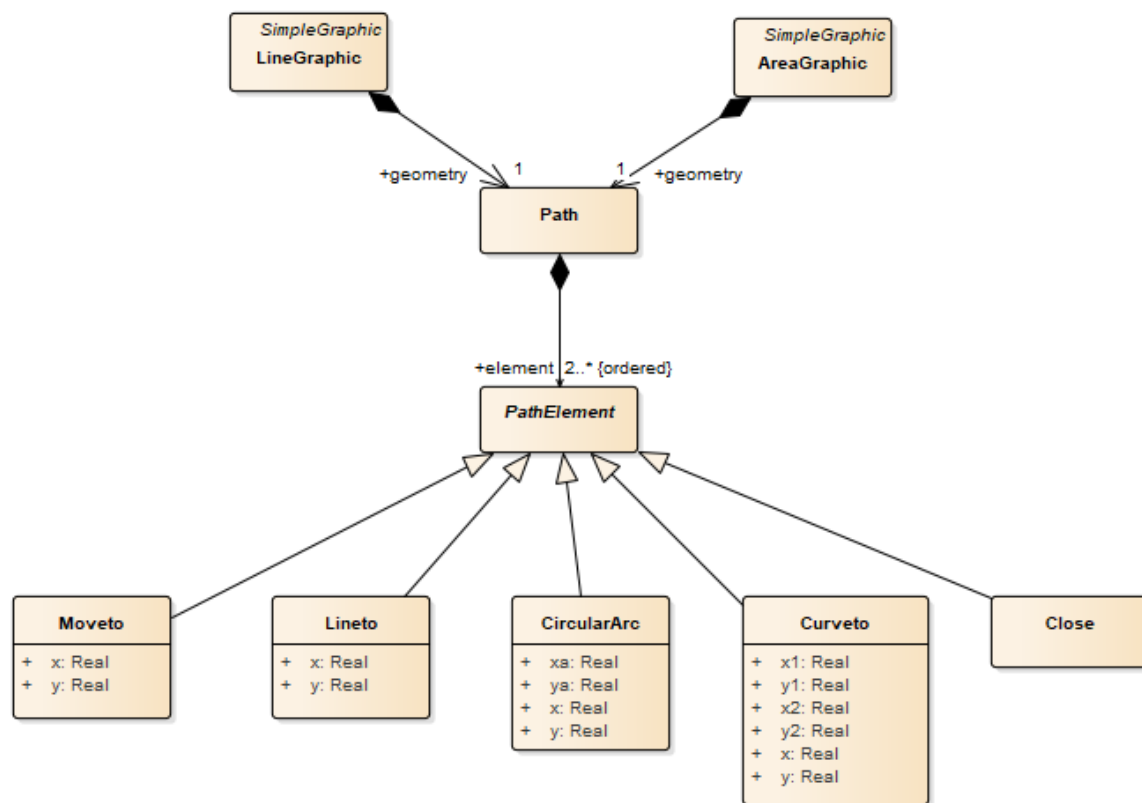 SimpleGraphic
LineGraphic
SimpleGraphic
AreaGraphic
+geometry
1
1
+geometry
Path
+element
2..* {ordered}
PathElement
Moveto
+ x: Real
+ y: Real
Lineto
+ x: Real
+ y: Real
CircularArc
+ xa: Real
+ ya: Real
+ x: Real
+ y: Real
Curveto
+ x1: Real
+ y1: Real
+ x2: Real
+ y2: Real
+ x: Real
+ y: Real
Close